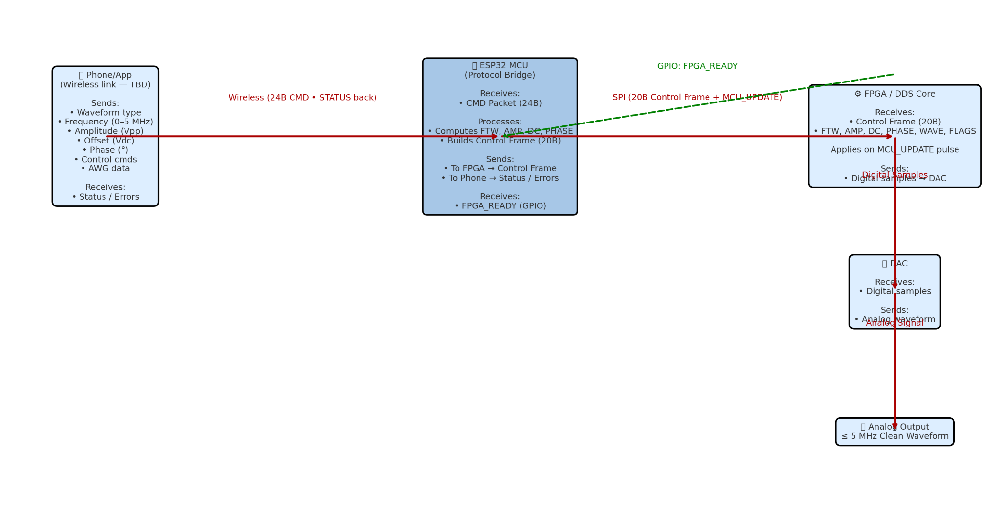 Phone/App
(Wireless link — TBD)
Sends:
• Waveform type
• Frequency (0–5 MHz)
• Amplitude (Vpp)
• Offset (Vdc)
• Phase (°)
• Control cmds
• AWG data
Receives:
• Status / Errors
Wireless (24B CMD • STATUS back)
ESP32 MCU
(Protocol Bridge)
Receives:
• CMD Packet (24B)
Processes:
• Computes FTW, AMP, DC, PHASE
• Builds Control Frame (20B)
Sends:
• To FPGA → Control Frame
• To Phone → Status / Errors
Receives:
• FPGA_READY (GPIO)
GPIO: FPGA_READY
SPI (20B Control Frame + MCU_UPDATE)
⚙ FPGA / DDS Core
Receives:
• Control Frame (20B)
• FTW, AMP, DC, PHASE, WAVE, FLAGS
Applies on MCU_UPDATE pulse
Sends:
• Digital samples → DAC
Digital Samples
DAC
Receives:
• Digital samples
Sends:
• Analog waveform
Analog Signal
Analog Output
≤ 5 MHz Clean Waveform